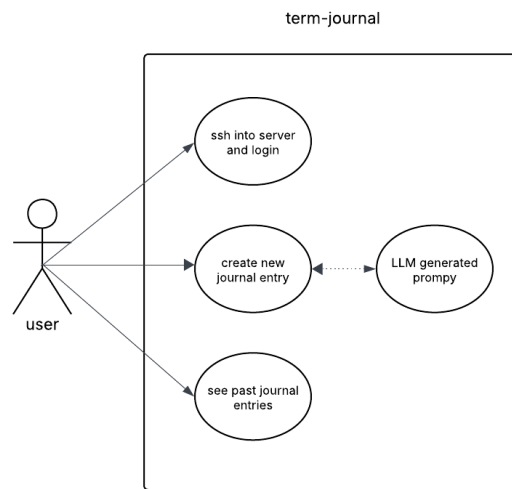 term-journal
ssh into server
and login
create new
journal entry
LLM generated
prompy
user
see past journal
entries